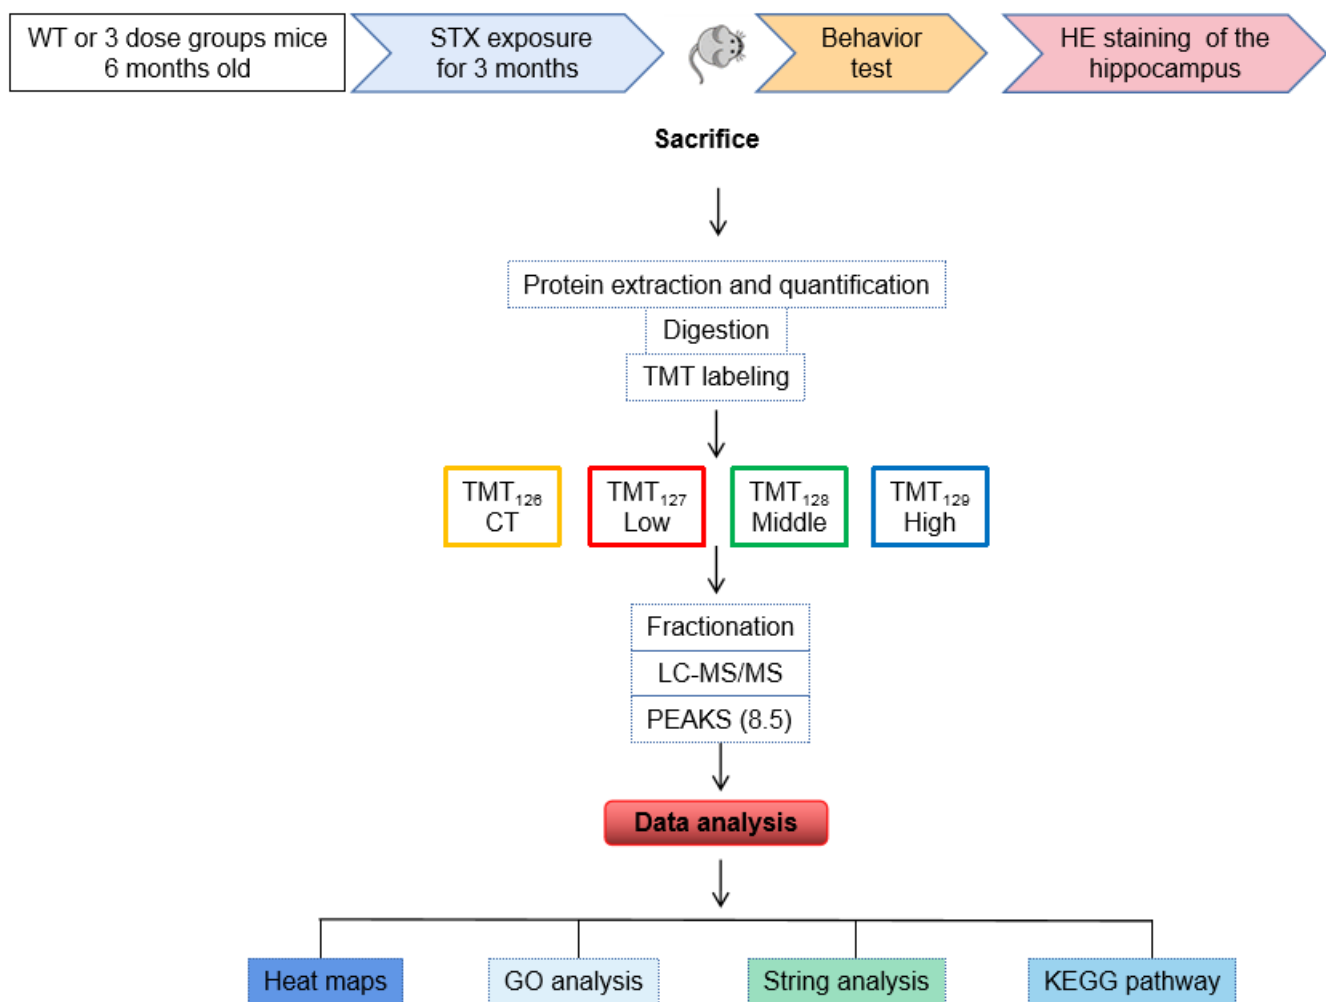 WT or 3 dose groups mice
6 months old
STX exposure
for 3 months
Behavior
test
HE staining of the
hippocampus
Sacrifice
Protein extraction and quantification
Digestion
TMT labeling
TMT126
CT
TMT127
Low
TMT128
Middle
TMT129
High
Fractionation
LC-MS/MS
PEAKS (8.5)
Data analysis
Heat maps
GO analysis
String analysis
KEGG pathway